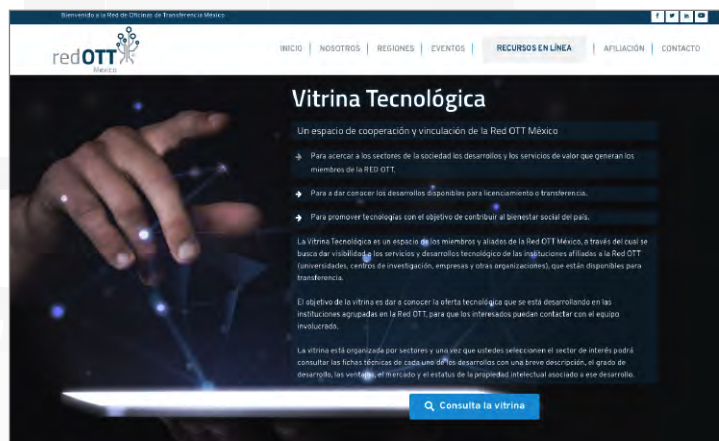 Bienvenido a la Red de Oficinas de Transferencia México
redOTT
México
INICIO | NOSOTROS | REGIONES | EVENTOS | RECURSOS EN LÍNEA | AFILIACIÓN | CONTACTO
Vitrina Tecnológica
Un espacio de cooperación y vinculación de la Red OTT México
Para acercar a los sectores de la sociedad los desarrollos y los servicios de valor que generan los
miembros de la RED OTT.
Para a dar conocer los desarrollos disponibles para licenciamiento o transferencia.
Para promover tecnologías con el objetivo de contribuir al bienestar social del país.
La Vitrina Tecnológica es un espacio de los miembros y aliados de la Red OTT México, a través del cual se
busca dar visibilidad a los servicios y desarrollos tecnológico de las instituciones afiliadas a la Red OTT
(universidades, centros de investigación, empresas y otras organizaciones), que están disponibles para
transferencia.
El objetivo de la vitrina es dar a conocer la oferta tecnológica que se está desarrollando en las
instituciones agrupadas en la Red OTT, para que los interesados puedan contactar con el equipo
involucrado.
La vitrina está organizada por sectores y una vez que ustedes seleccionen el sector de interés podrá
consultar las fichas técnicas de cada uno de los desarrollos con una breve descripción, el grado de
desarrollo, las ventajas, el mercado y el estatus de la propiedad intelectual asociado a ese desarrollo.
Consulta la vitrina